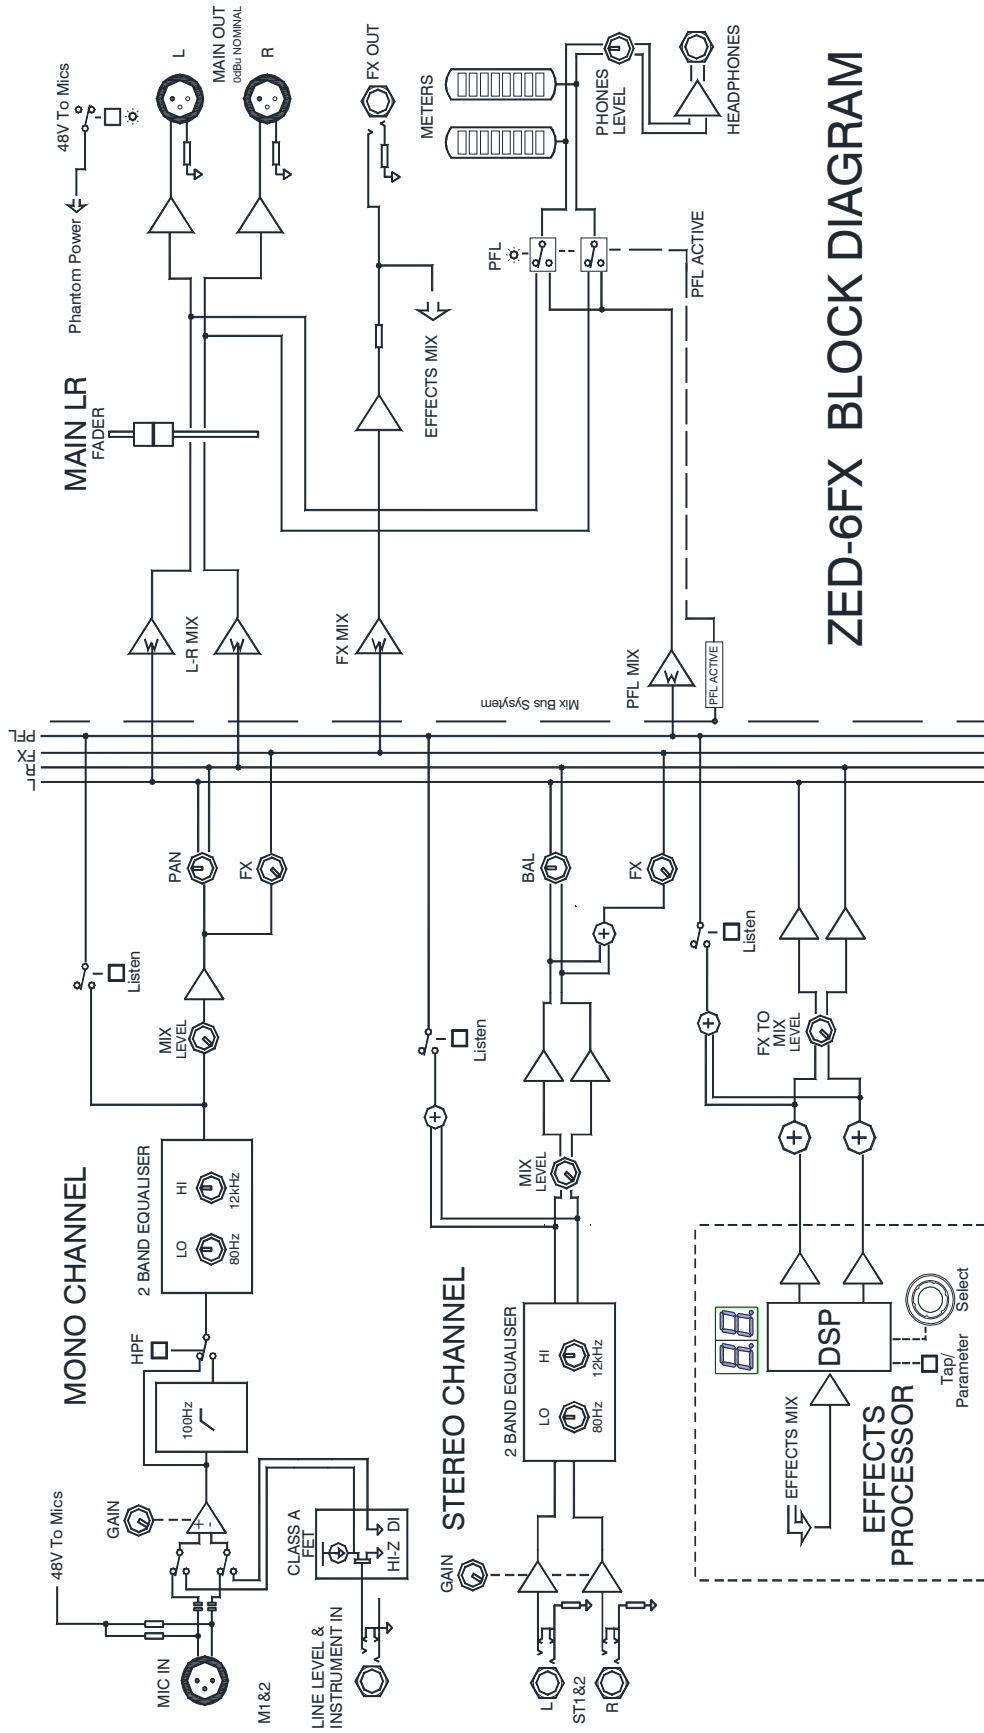 48V To Mics
MIC IN
M1&2
GAIN
LINE LEVEL &
INSTRUMENT IN
CLASS A
FET
HI-Z DI
+
-
100Hz
HPF
MONO CHANNEL
2 BAND EQUALISER
LO
80Hz
HI
12kHz
MIX
LEVEL
Listen
PAN
FX
L
R
FX
PFL
Mix Bus Sysytem
L-R MIX
MAIN LR
FADER
Phantom Power
48V To Mics
L
MAIN OUT
0dBu NOMINAL
R
FX MIX
EFFECTS MIX
FX OUT
PFL MIX
PFL ACTIVE
PFL ACTIVE
PFL
METERS
PHONES
LEVEL
HEADPHONES
ZED-6FX BLOCK DIAGRAM
L
ST1&2
R
GAIN
STEREO CHANNEL
2 BAND EQUALISER
LO
80Hz
HI
12kHz
MIX
LEVEL
+
Listen
BAL
+
FX
EFFECTS MIX
EFFECTS
PROCESSOR
DSP
88
Tap/
Parameter
Select
+
+
+
FX TO
MIX
LEVEL
Listen